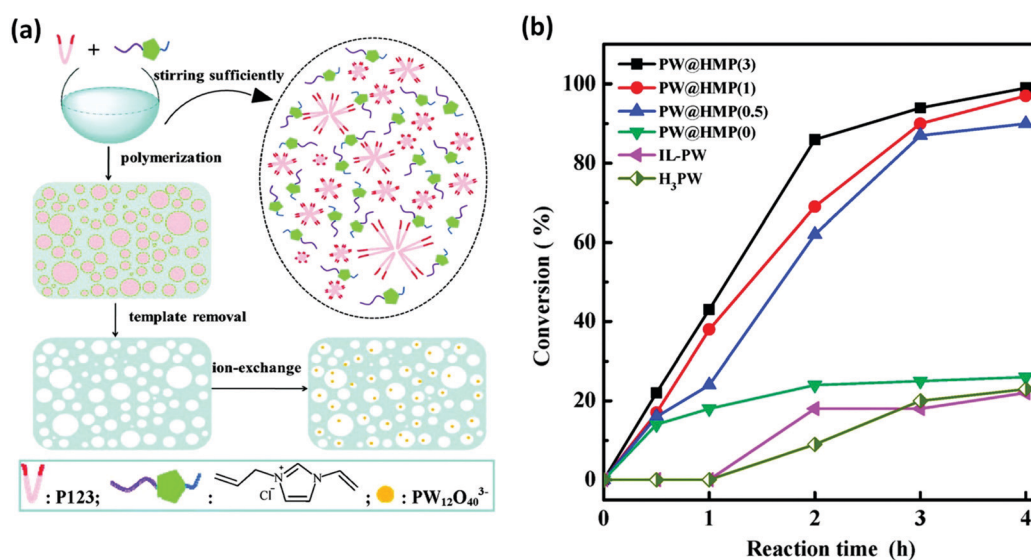 (a)
+
stirring sufficiently
polymerization
template removal
ion-exchange
: P123; : N + N Cl⁻ ; : PW₁₂O₄₀³⁻
(b)
PW@HMP(3)
PW@HMP(1)
PW@HMP(0.5)
PW@HMP(0)
IL-PW
H₃PW
Conversion ( %)
100
80
60
40
20
0
0 1 2 3 4
Reaction time (h)